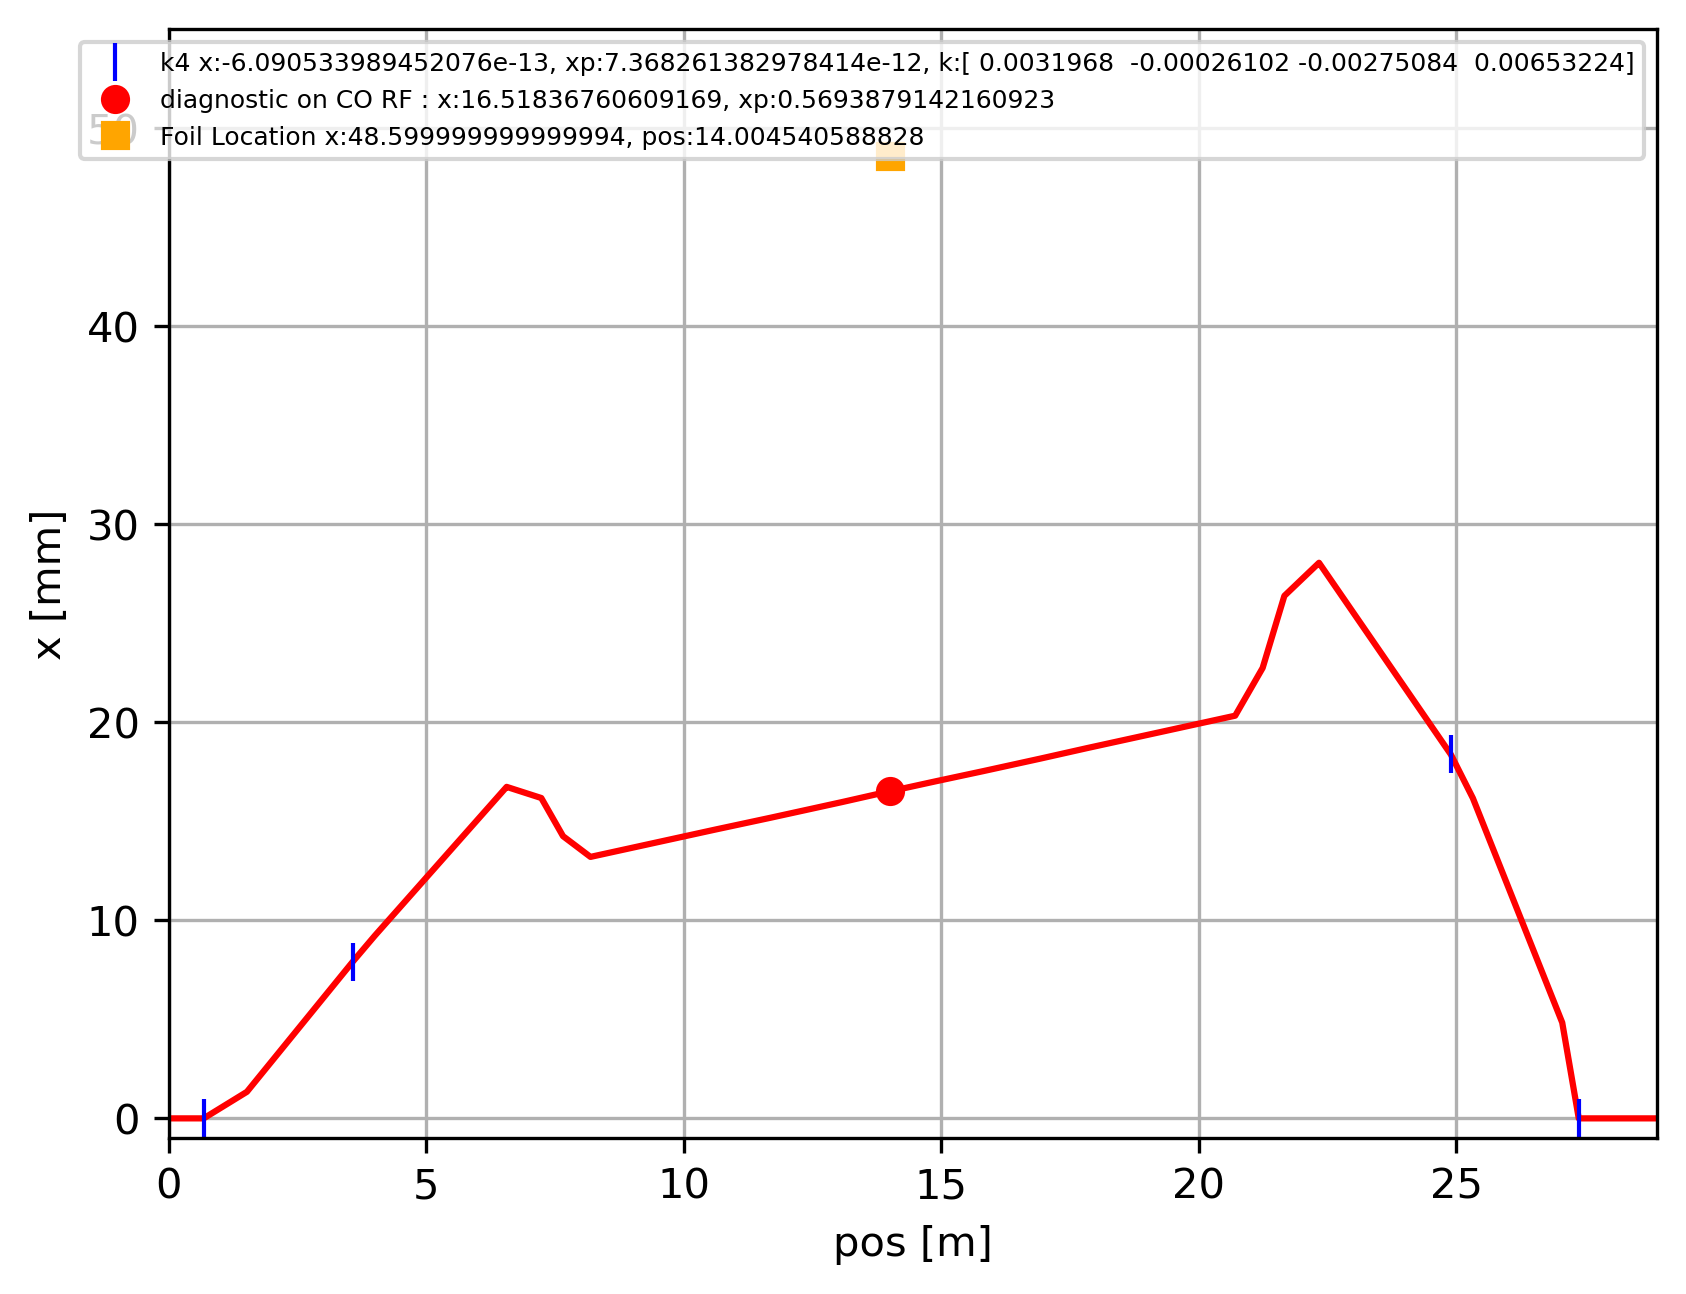 k4 x:-6.090533989452076e-13, xp:7.368261382978414e-12, k:[ 0.0031968  -0.00026102 -0.00275084  0.00653224]
diagnostic on CO RF : x:16.51836760609169, xp:0.5693879142160923
Foil Location x:48.599999999999994, pos:14.004540588828
50
40
30
20
10
0
x [mm]
0 5 10 15 20 25
pos [m]